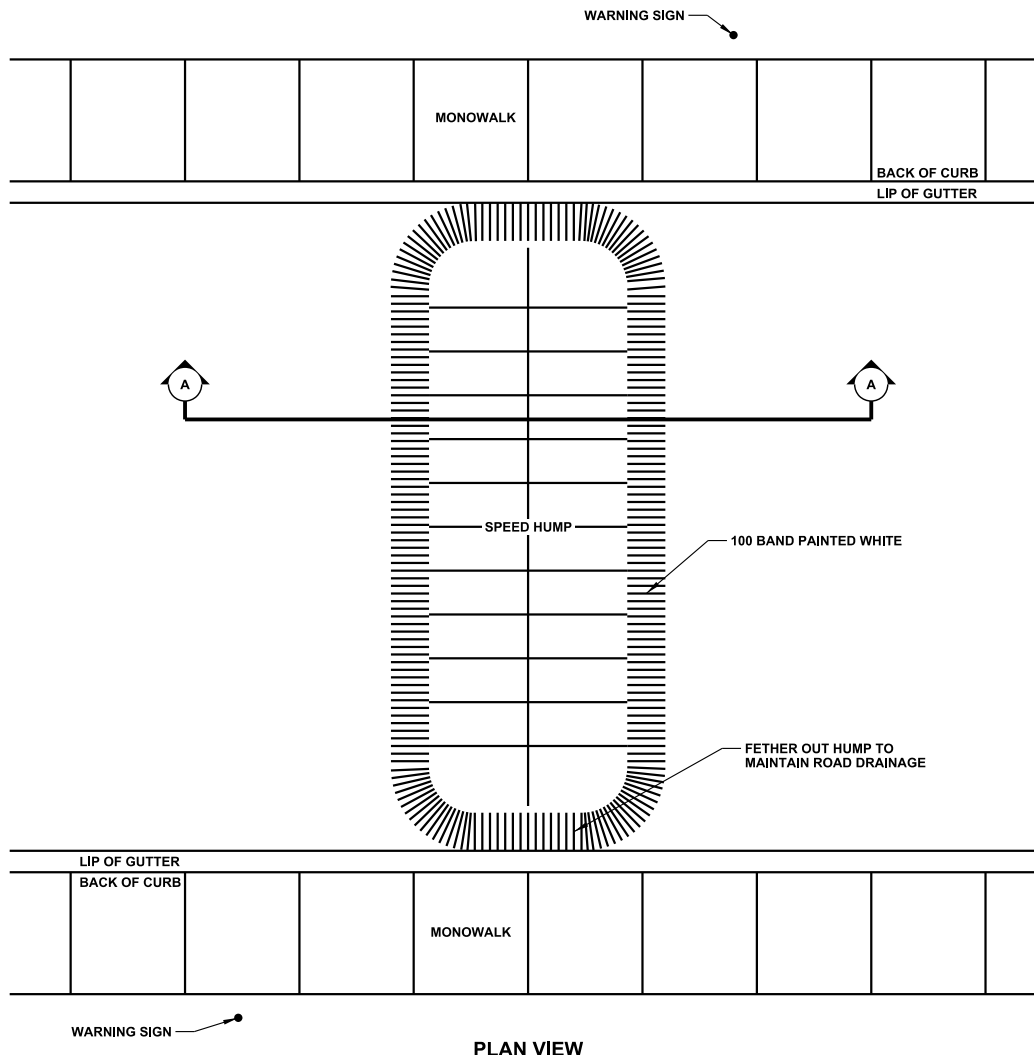 WARNING SIGN
MONOWALK
BACK OF CURB
LIP OF GUTTER
A
A
SPEED HUMP
100 BAND PAINTED WHITE
FETHER OUT HUMP TO
MAINTAIN ROAD DRAINAGE
LIP OF GUTTER
BACK OF CURB
MONOWALK
WARNING SIGN
PLAN VIEW